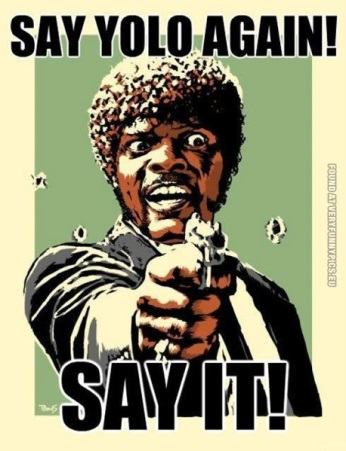 SAY YOLO AGAIN!
FOUND AT VERYFUNNYPICS.EU
SAY IT!